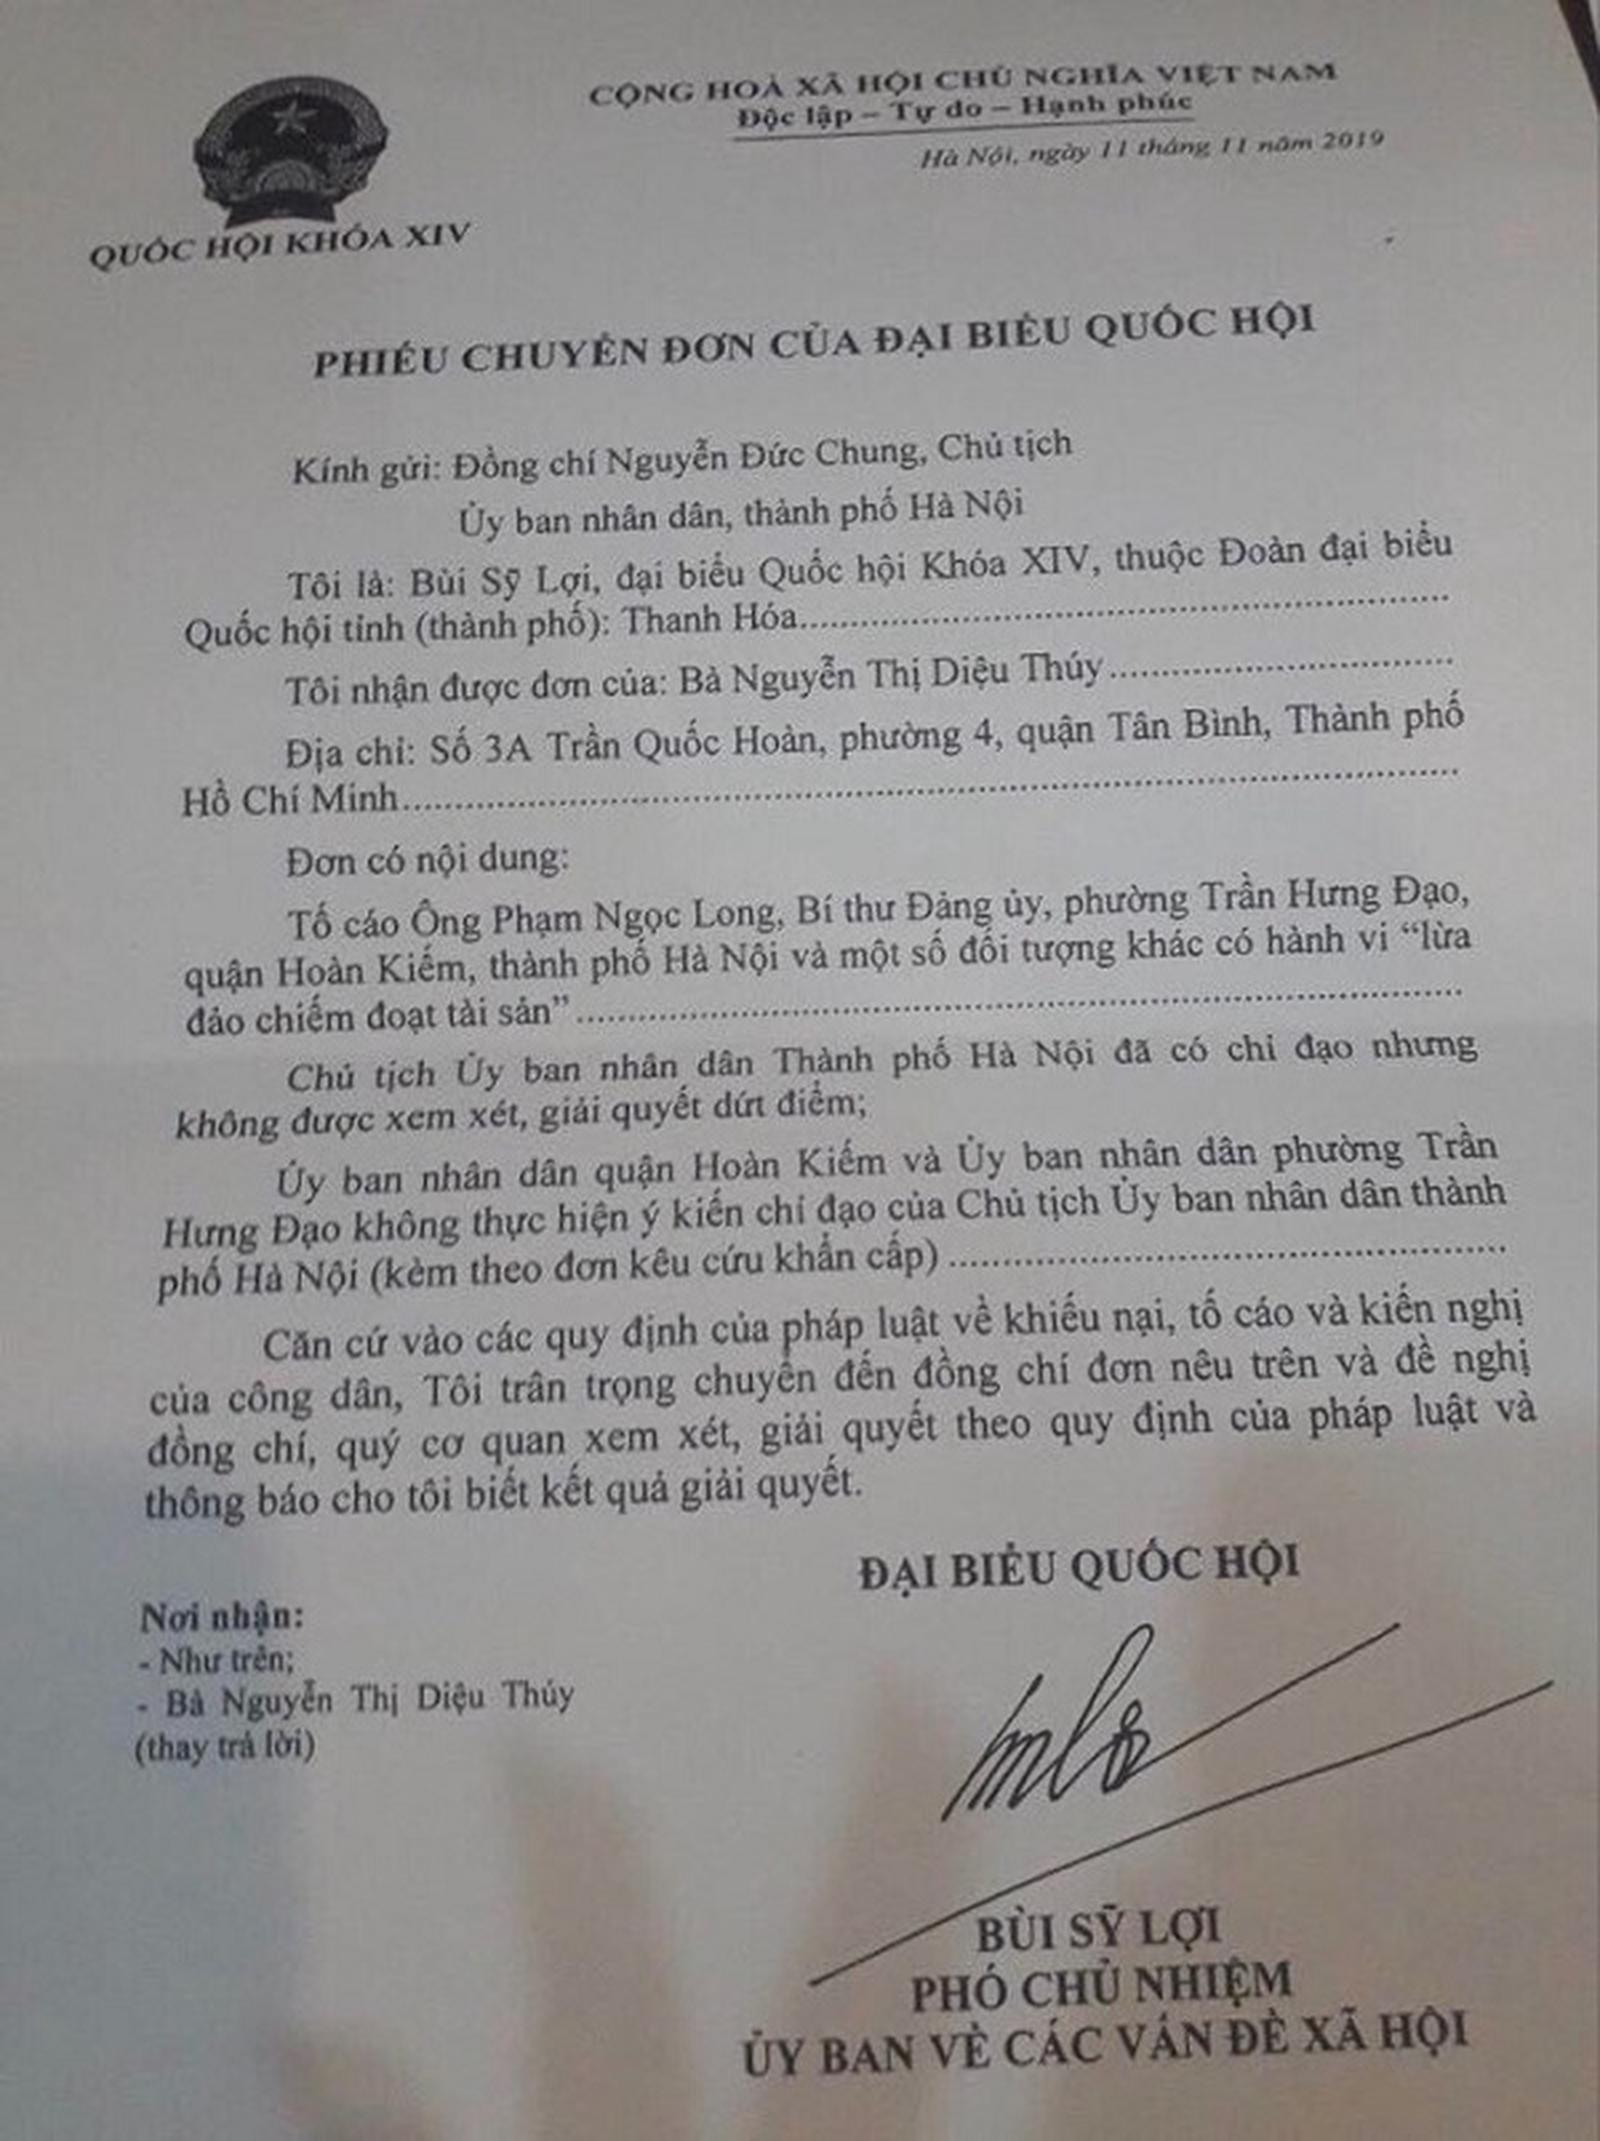 CỘNG HOÀ XÃ HỘI CHỦ NGHĨA VIỆT NAM
Độc lập – Tự do – Hạnh phúc
Hà Nội, ngày 11 tháng 11 năm 2019
QUỐC HỘI KHÓA XIV
PHIẾU CHUYỂN ĐƠN CỦA ĐẠI BIỂU QUỐC HỘI
Kính gửi: Đồng chí Nguyễn Đức Chung, Chủ tịch
Ủy ban nhân dân, thành phố Hà Nội
Tôi là: Bùi Sỹ Lợi, đại biểu Quốc hội Khóa XIV, thuộc Đoàn đại biểu
Quốc hội tỉnh (thành phố): Thanh Hóa
Tôi nhận được đơn của: Bà Nguyễn Thị Diệu Thúy
Địa chỉ: Số 3A Trần Quốc Hoàn, phường 4, quận Tân Bình, Thành phố
Hồ Chí Minh
Đơn có nội dung:
Tố cáo Ông Phạm Ngọc Long, Bí thư Đảng ủy, phường Trần Hưng Đạo,
quận Hoàn Kiếm, thành phố Hà Nội và một số đối tượng khác có hành vi “lừa
đảo chiếm đoạt tài sản”
Chủ tịch Ủy ban nhân dân Thành phố Hà Nội đã có chỉ đạo nhưng
không được xem xét, giải quyết dứt điểm;
Ủy ban nhân dân quận Hoàn Kiếm và Ủy ban nhân dân phường Trần
Hưng Đạo không thực hiện ý kiến chỉ đạo của Chủ tịch Ủy ban nhân dân thành
phố Hà Nội (kèm theo đơn kêu cứu khẩn cấp)
Căn cứ vào các quy định của pháp luật về khiếu nại, tố cáo và kiến nghị
của công dân, Tôi trân trọng chuyển đến đồng chí đơn nêu trên và đề nghị
đồng chí, quý cơ quan xem xét, giải quyết theo quy định của pháp luật và
thông báo cho tôi biết kết quả giải quyết.
ĐẠI BIỂU QUỐC HỘI
Nơi nhận:
- Như trên;
- Bà Nguyễn Thị Diệu Thúy
(thay trả lời)
BÙI SỸ LỢI
PHÓ CHỦ NHIỆM
ỦY BAN VỀ CÁC VẤN ĐỀ XÃ HỘI